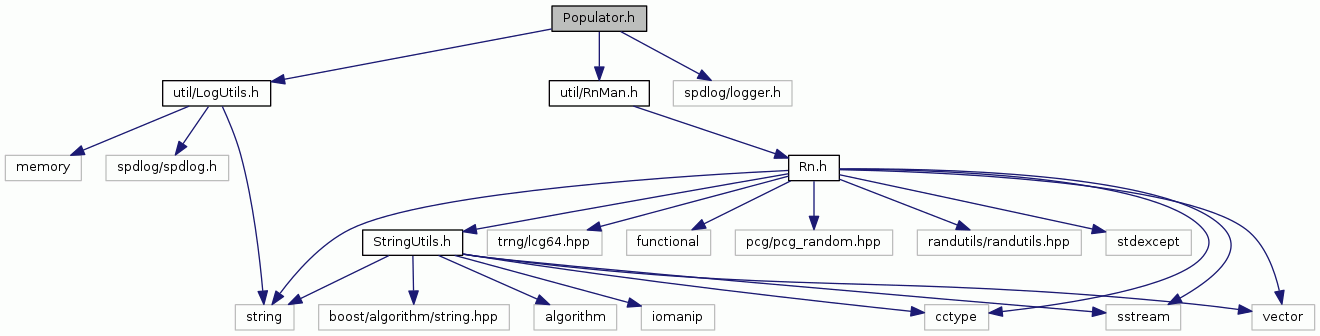 Populator.h
util/LogUtils.h
util/RnMan.h
spdlog/logger.h
memory
spdlog/spdlog.h
Rn.h
StringUtils.h
trng/lcg64.hpp
functional
pcg/pcg_random.hpp
randutils/randutils.hpp
stdexcept
string
boost/algorithm/string.hpp
algorithm
iomanip
cctype
sstream
vector